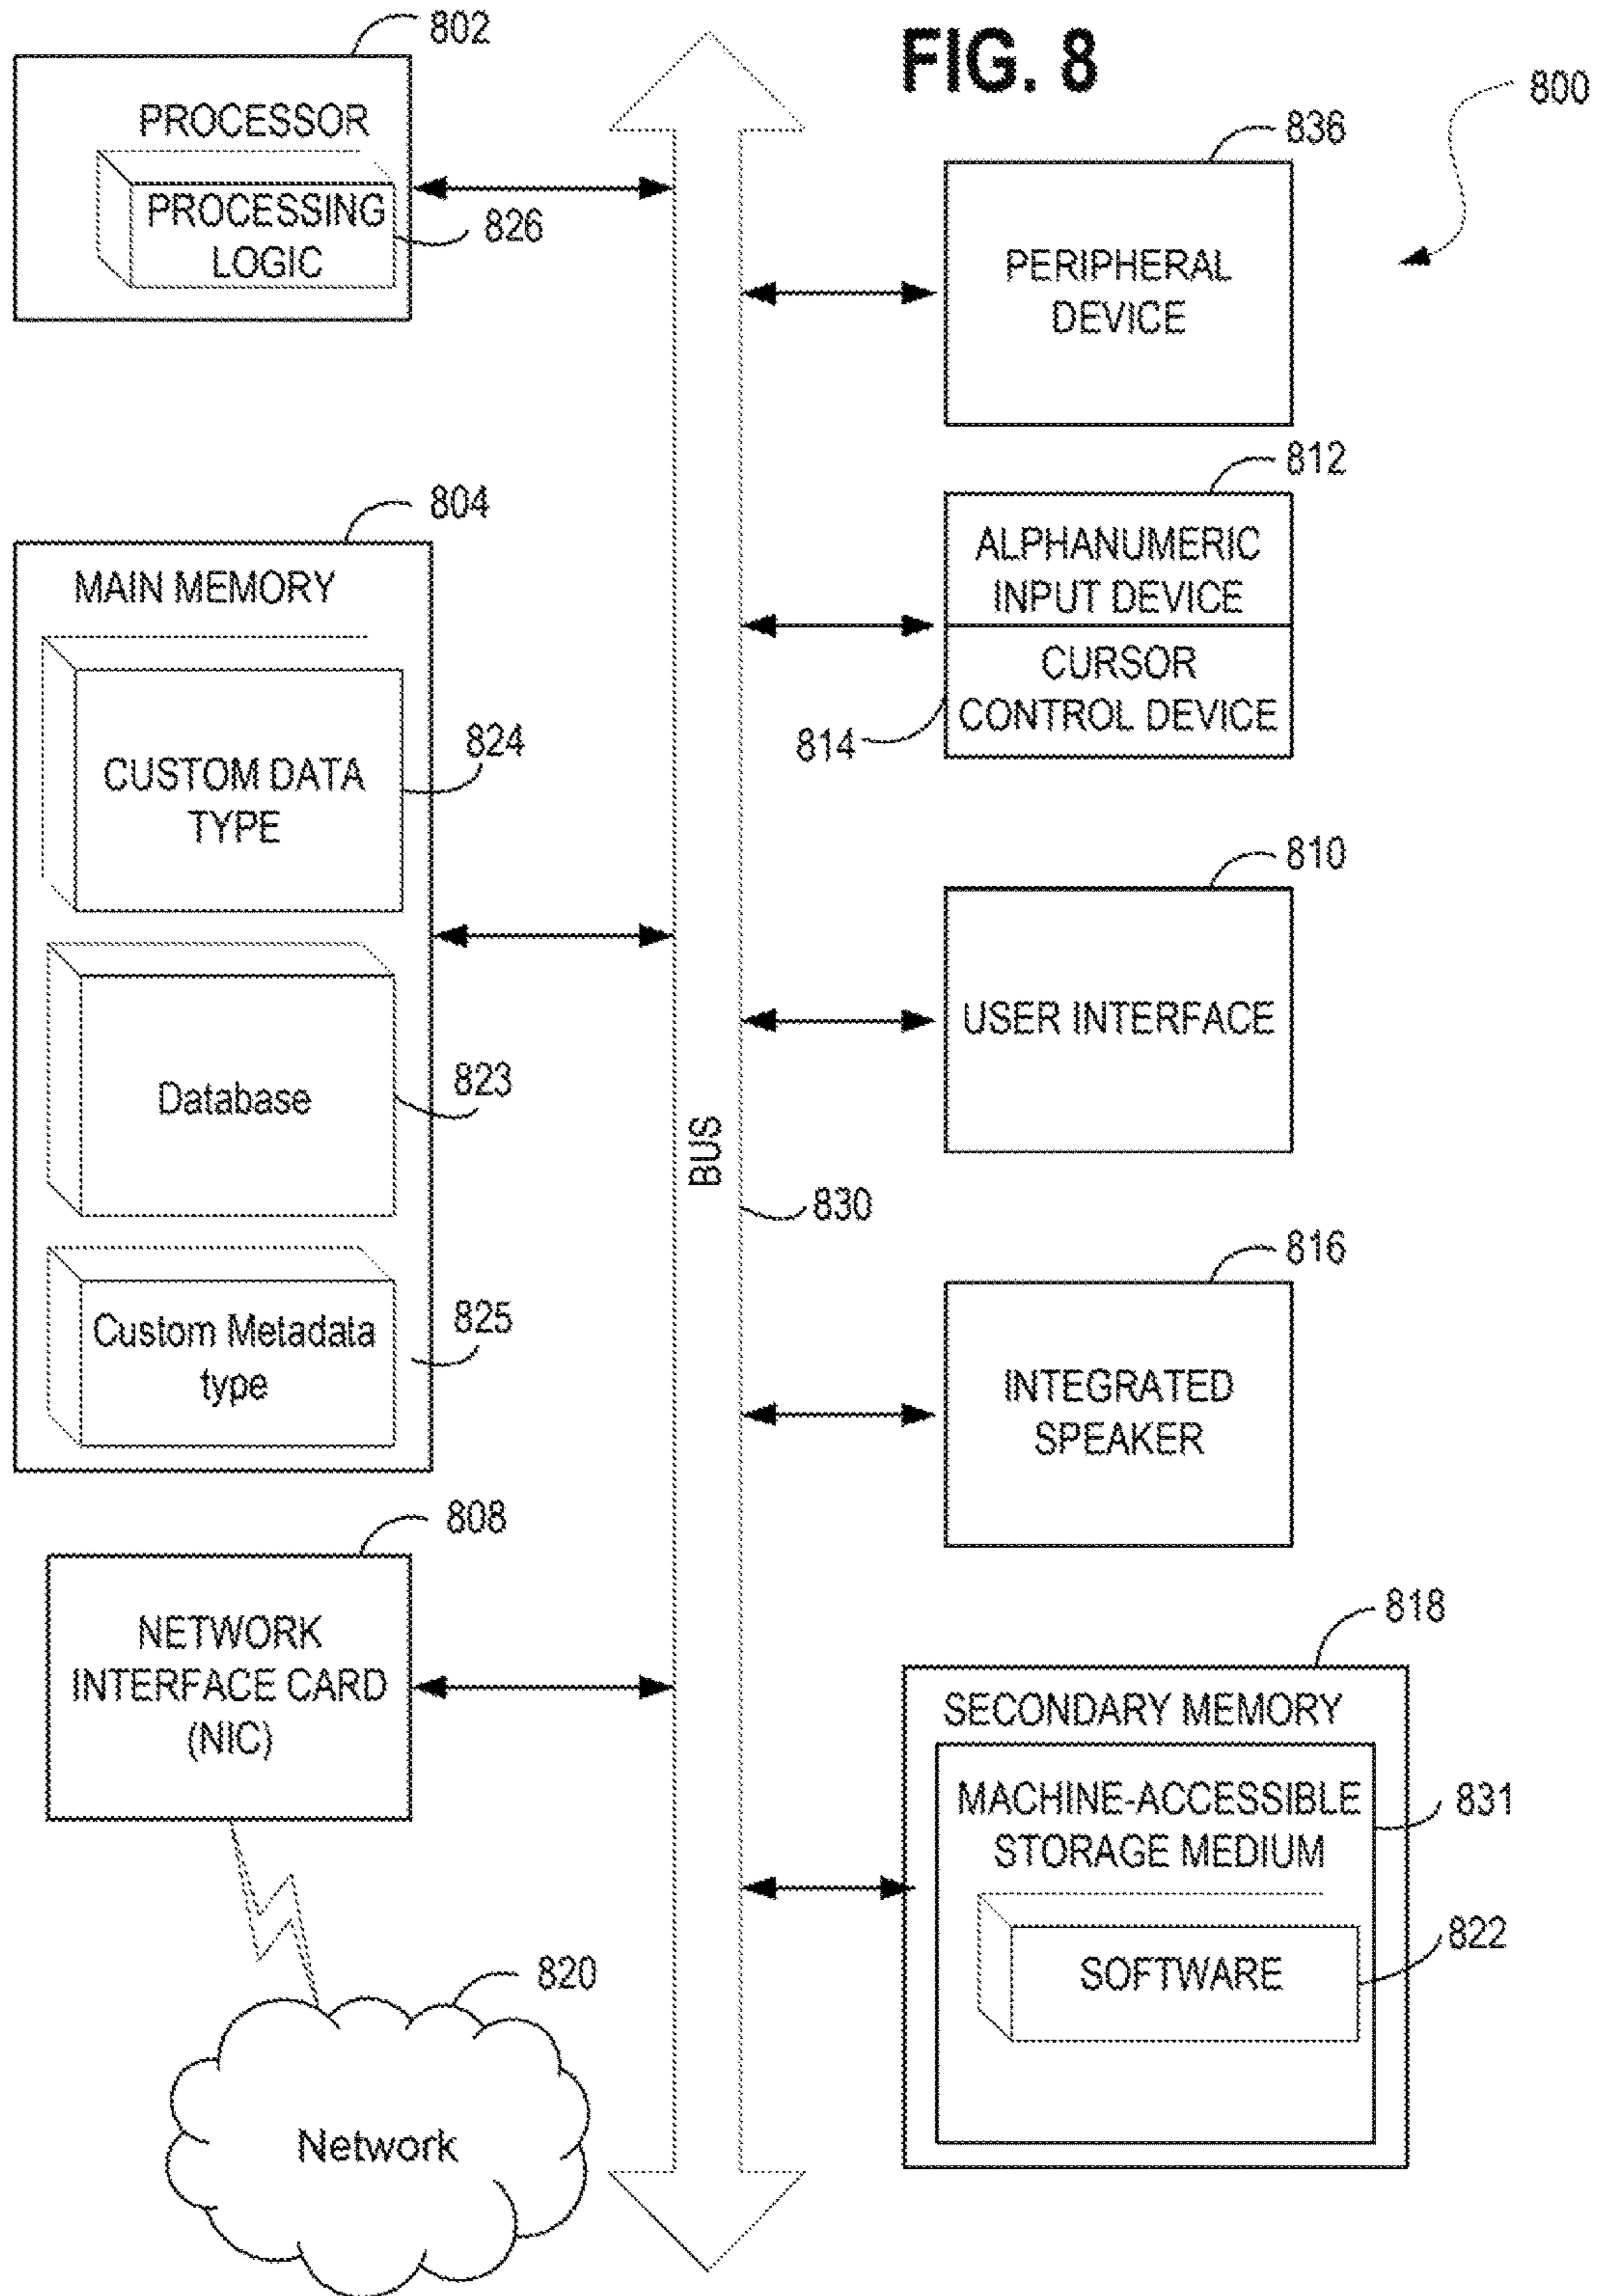 FIG. 8
800
802
PROCESSOR
PROCESSING
LOGIC
826
804
MAIN MEMORY
CUSTOM DATA
TYPE
824
Database
823
Custom Metadata
type
825
808
NETWORK
INTERFACE CARD
(NIC)
820
Network
BUS
830
836
PERIPHERAL
DEVICE
812
ALPHANUMERIC
INPUT DEVICE
CURSOR
CONTROL DEVICE
814
810
USER INTERFACE
816
INTEGRATED
SPEAKER
818
SECONDARY MEMORY
MACHINE-ACCESSIBLE
STORAGE MEDIUM
831
SOFTWARE
822